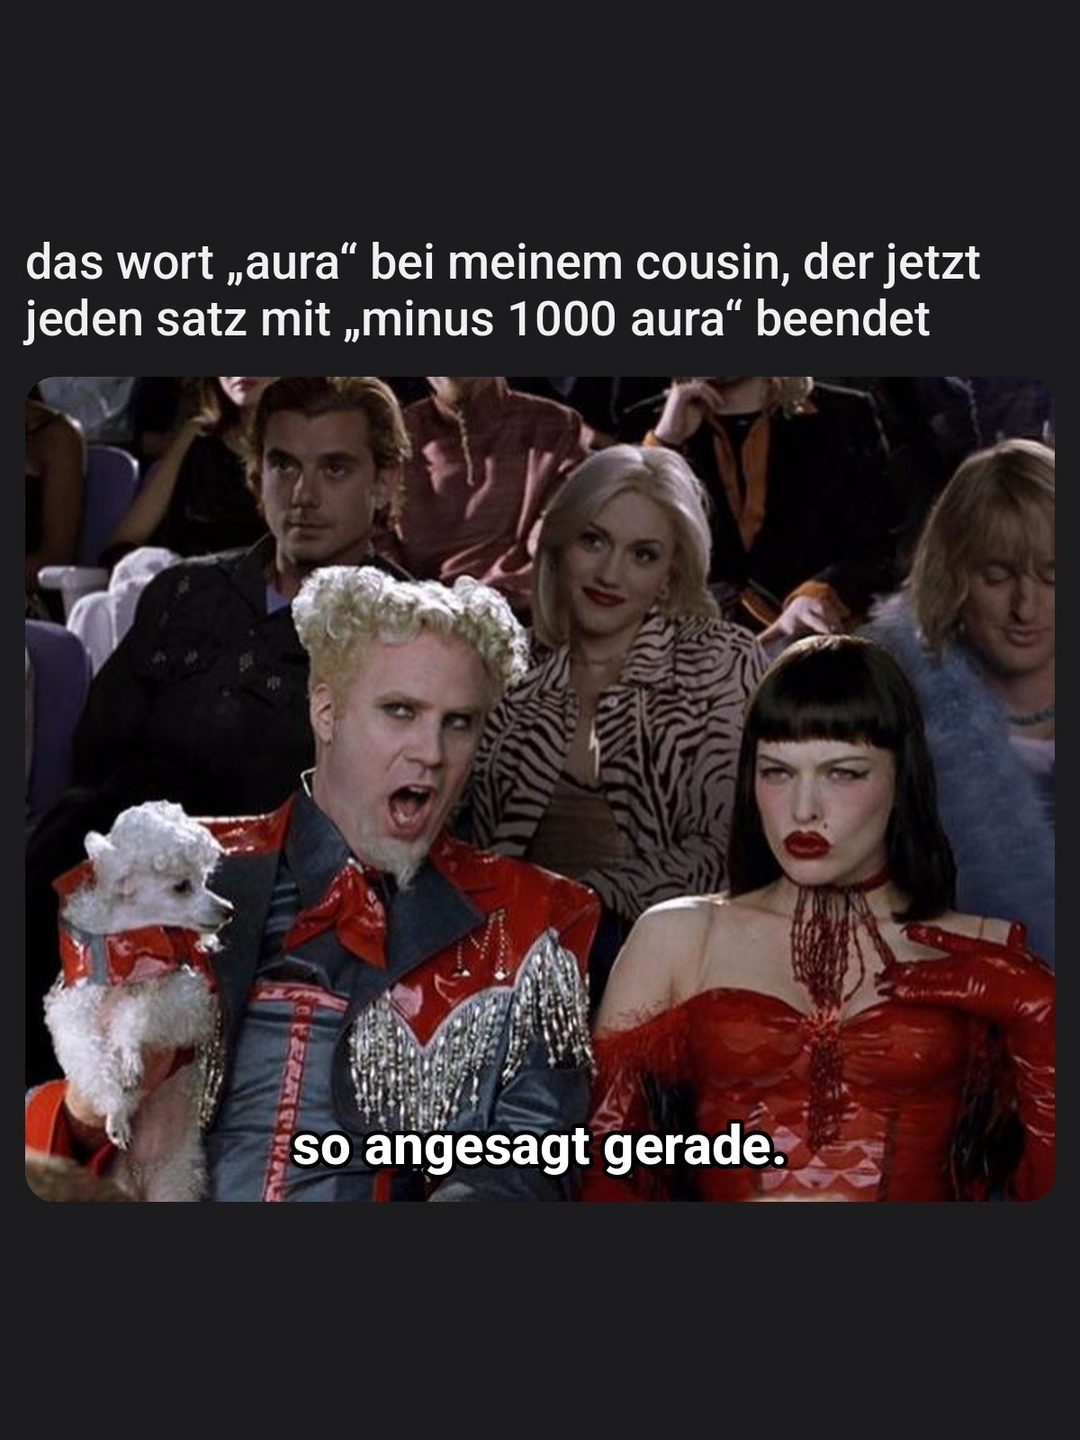 das wort „aura“ bei meinem cousin, der jetzt
jeden satz mit „minus 1000 aura“ beendet
so angesagt gerade.